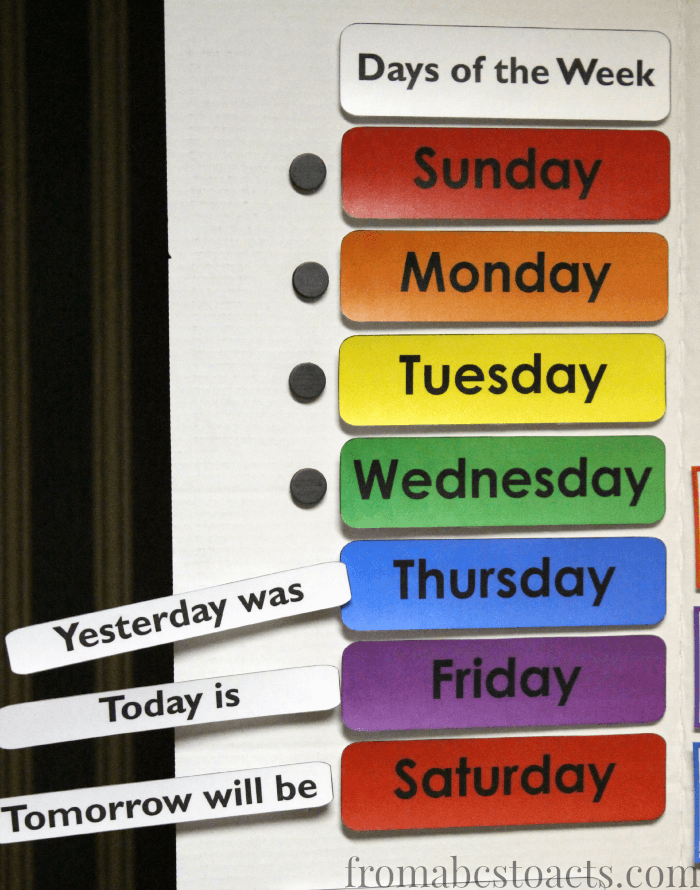 Days of the Week
Sunday
Monday
Tuesday
Wednesday
Yesterday was Thursday
Today is Friday
Tomorrow will be Saturday
fromabcstoacts.com